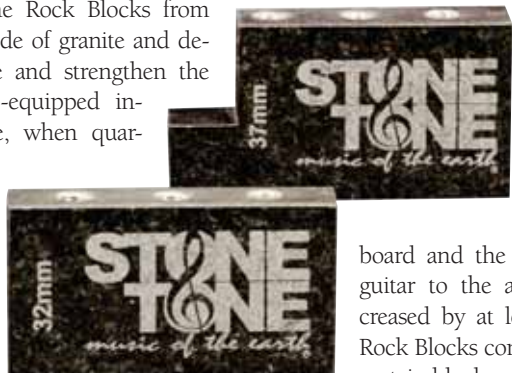 Rock Blocks from
de of granite and de-
e and strengthen the
-equipped in-
e, when quar-
37mm
STONE
TONE
music of the earth
32mm
STONE
TONE
music of the earth
board and the
guitar to the a
creased by at le
Rock Blocks con